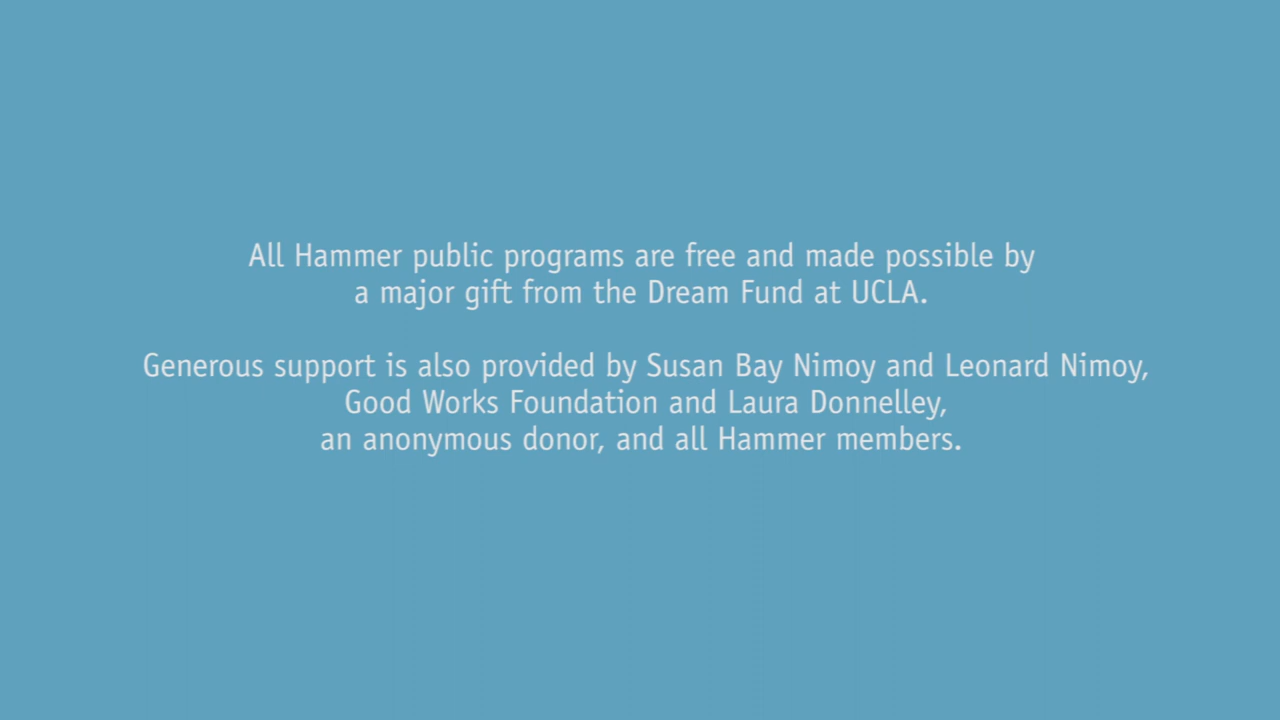 All Hammer public programs are free and made possible by
a major gift from the Dream Fund at UCLA.
Generous support is also provided by Susan Bay Nimoy and Leonard Nimoy,
Good Works Foundation and Laura Donnelley,
an anonymous donor, and all Hammer members.